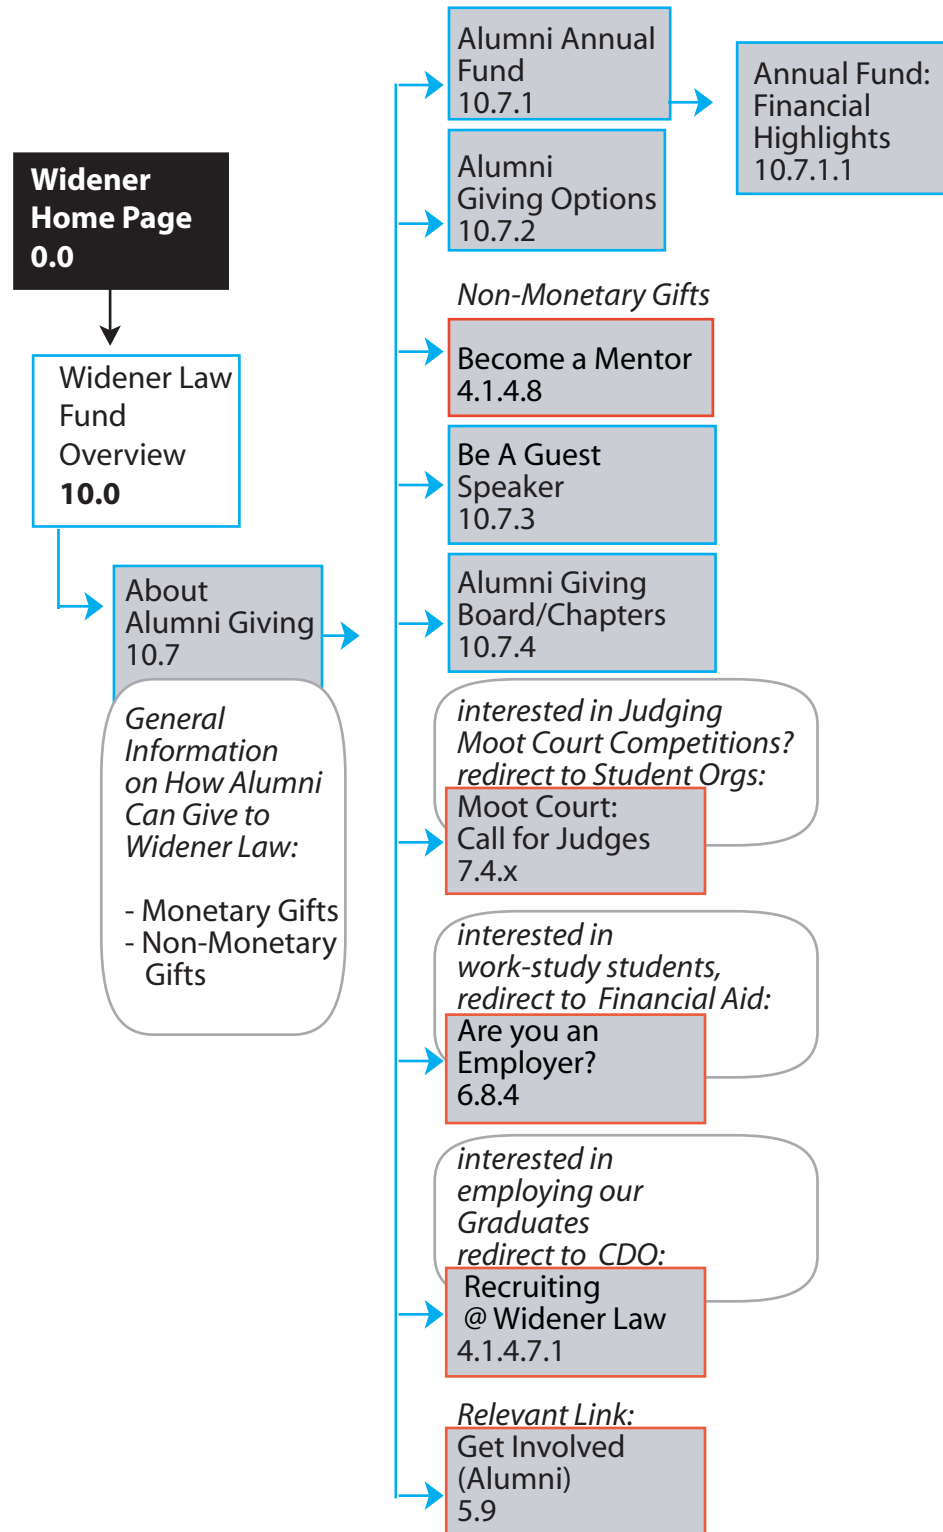 Widener
Home Page
0.0
Widener Law
Fund
Overview
10.0
About
Alumni Giving
10.7
General
Information
on How Alumni
Can Give to
Widener Law:
- Monetary Gifts
- Non-Monetary
Gifts
Alumni Annual
Fund
10.7.1
Annual Fund:
Financial
Highlights
10.7.1.1
Alumni
Giving Options
10.7.2
Non-Monetary Gifts
Become a Mentor
4.1.4.8
Be A Guest
Speaker
10.7.3
Alumni Giving
Board/Chapters
10.7.4
interested in Judging
Moot Court Competitions?
redirect to Student Orgs:
Moot Court:
Call for Judges
7.4.x
interested in
work-study students,
redirect to Financial Aid:
Are you an
Employer?
6.8.4
interested in
employing our
Graduates
redirect to CDO:
Recruiting
@ Widener Law
4.1.4.7.1
Relevant Link:
Get Involved
(Alumni)
5.9